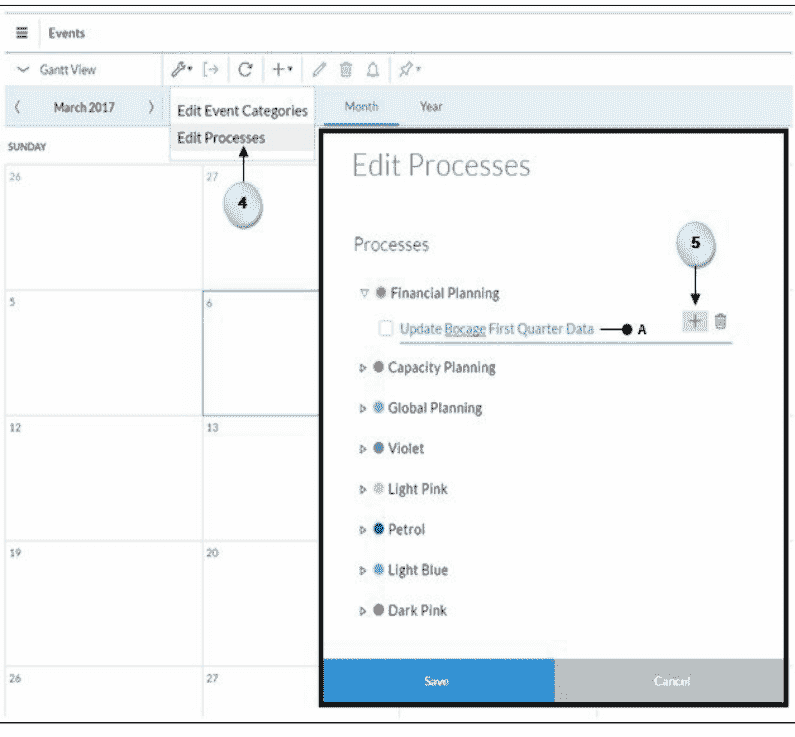 Events
Gantt View
March 2017
Edit Event Categories
Edit Processes
Month
Year
SUNDAY
26
27
4
5
6
12
13
19
20
26
27
Edit Processes
Processes
5
Financial Planning
Update Bocage First Quarter Data
A
Capacity Planning
Global Planning
Violet
Light Pink
Petrol
Light Blue
Dark Pink
Save
Cancel